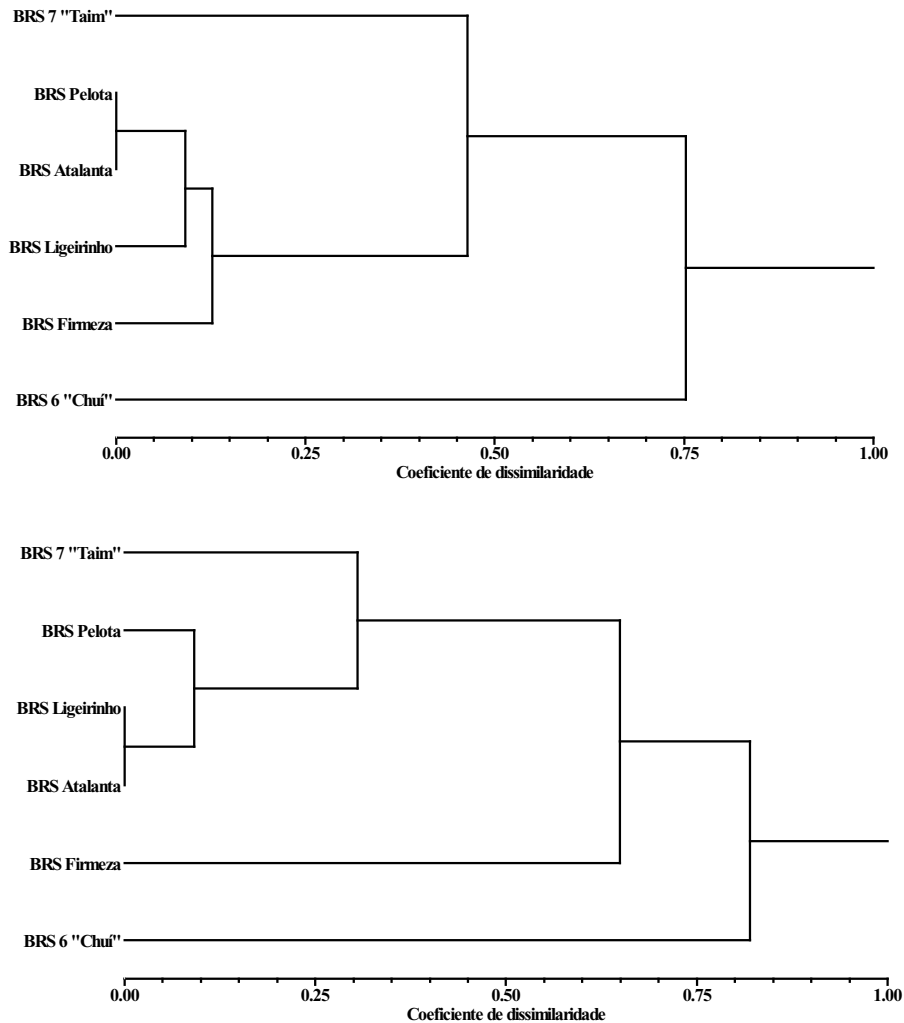 BRS 7 "Taim"
BRS Pelota
BRS Atalanta
BRS Ligeirinho
BRS Firmeza
BRS 6 "Chuí"
0.00 0.25 0.50 0.75 1.00
Coeficiente de dissimilaridade
BRS 7 "Taim"
BRS Pelota
BRS Ligeirinho
BRS Atalanta
BRS Firmeza
BRS 6 "Chuí"
0.00 0.25 0.50 0.75 1.00
Coeficiente de dissimilaridade